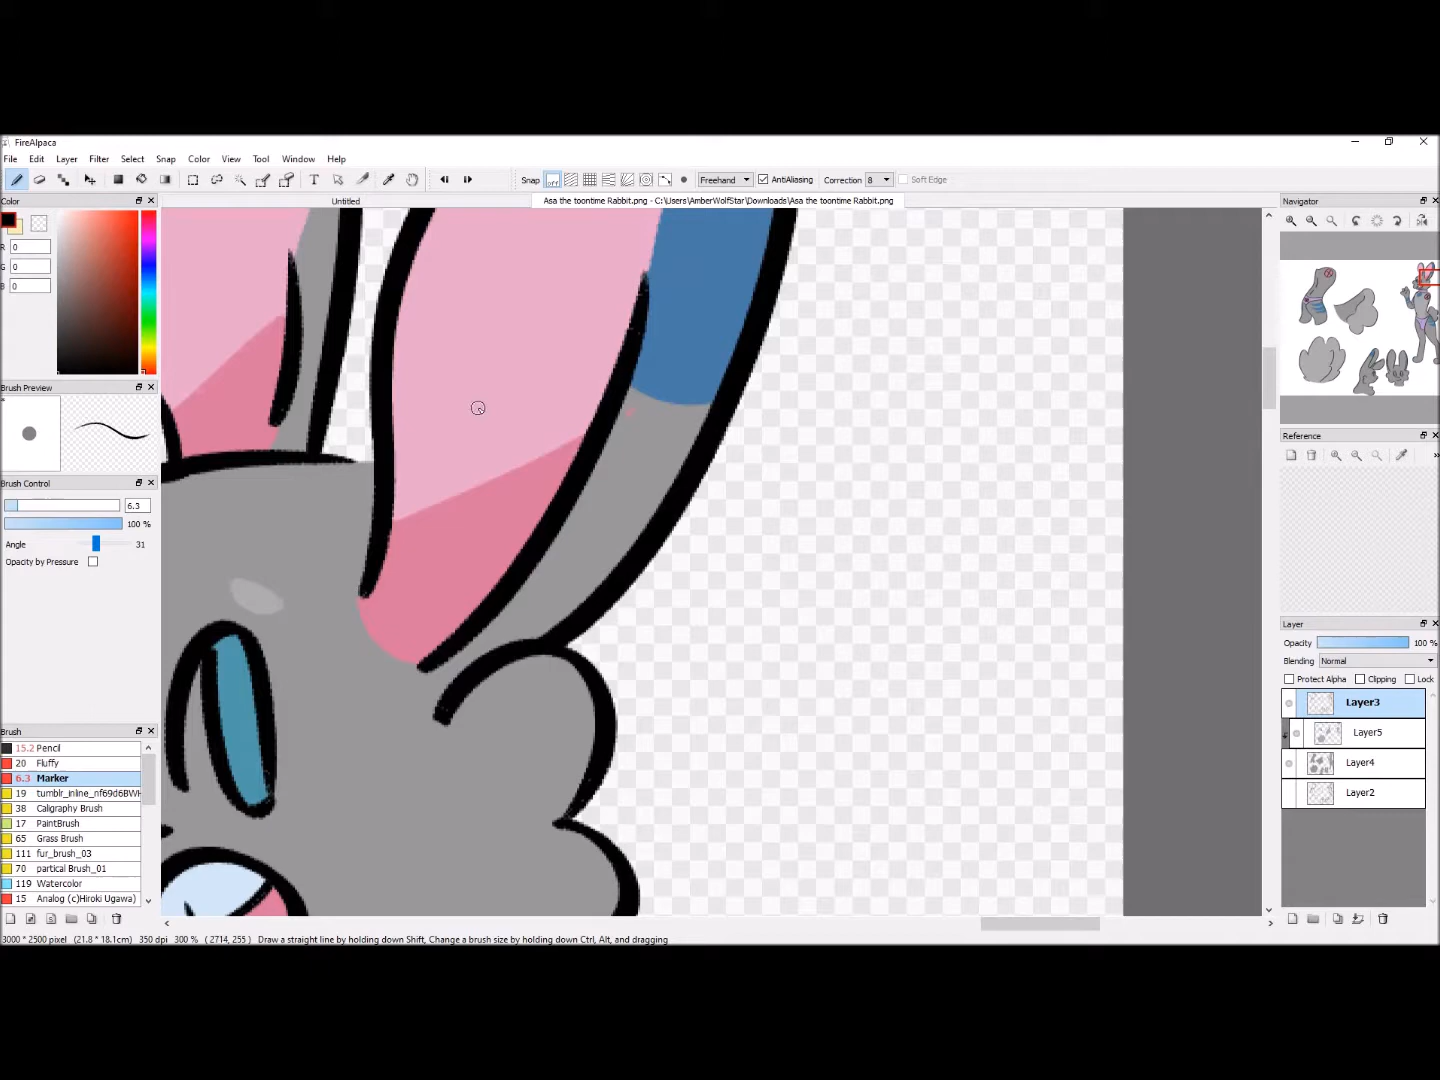 FireAlpaca
File Edit Layer Filter Select Snap Color View Tool Window Help
Snap off Freehand AntiAliasing Correction 8 Soft Edge
Color
Untitled
Asa the toontime Rabbit.png - C:\Users\AmberWolfStar\Downloads\Asa the toontime Rabbit.png
Navigator
R 0
G 0
B 0
Brush Preview
Reference
Brush Control
6.3
100 %
Angle 31
Opacity by Pressure
Layer
Opacity 100 %
Blending Normal
Protect Alpha Clipping Lock
Layer3
Layer5
Layer4
Layer2
Brush
15.2 Pencil
20 Fluffy
6.3 Marker
19 tumblr_inline_nf69d6BWH
38 Caligraphy Brush
17 PaintBrush
65 Grass Brush
111 fur_brush_03
70 partical Brush_01
119 Watercolor
15 Analog (c)Hiroki Ugawa)
3000 * 2500 pixel (21.8 * 18.1cm) 350 dpi 300 % ( 2714, 255 ) Draw a straight line by holding down Shift, Change a brush size by holding down Ctrl, Alt, and dragging